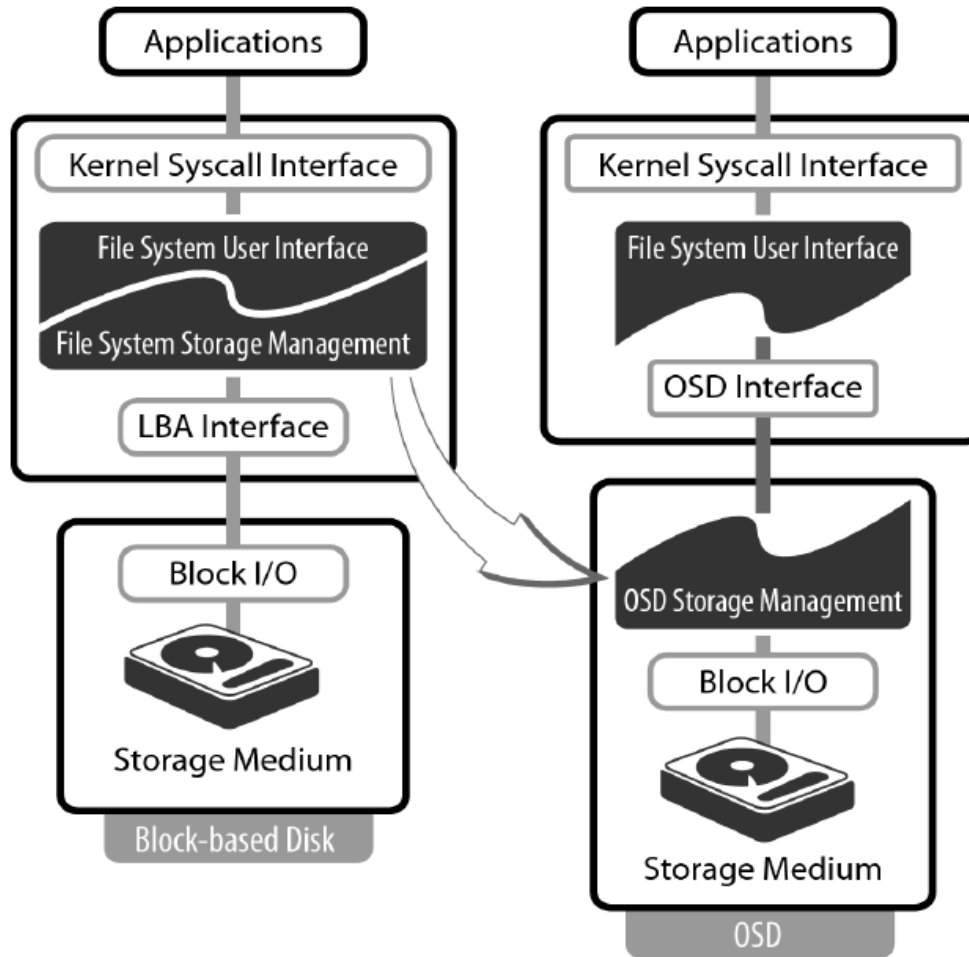 Applications
Kernel Syscall Interface
File System User Interface
File System Storage Management
LBA Interface
Block I/O
Storage Medium
Block-based Disk
Applications
Kernel Syscall Interface
File System User Interface
OSD Interface
OSD Storage Management
Block I/O
Storage Medium
OSD